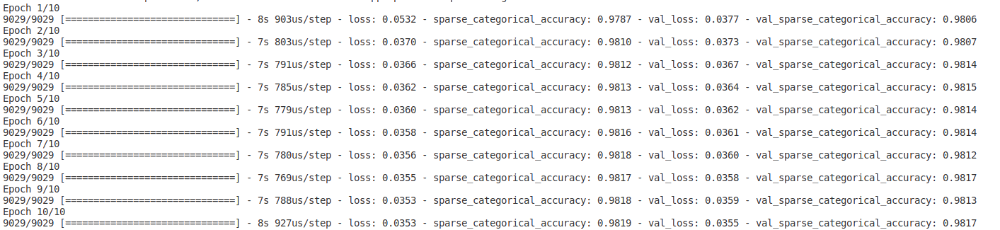 Epoch 1/10
9029/9029 [==============================] - 8s 903us/step - loss: 0.0532 - sparse_categorical_accuracy: 0.9787 - val_loss: 0.0377 - val_sparse_categorical_accuracy: 0.9806
Epoch 2/10
9029/9029 [==============================] - 7s 803us/step - loss: 0.0370 - sparse_categorical_accuracy: 0.9810 - val_loss: 0.0373 - val_sparse_categorical_accuracy: 0.9807
Epoch 3/10
9029/9029 [==============================] - 7s 791us/step - loss: 0.0366 - sparse_categorical_accuracy: 0.9812 - val_loss: 0.0367 - val_sparse_categorical_accuracy: 0.9814
Epoch 4/10
9029/9029 [==============================] - 7s 785us/step - loss: 0.0362 - sparse_categorical_accuracy: 0.9813 - val_loss: 0.0364 - val_sparse_categorical_accuracy: 0.9815
Epoch 5/10
9029/9029 [==============================] - 7s 779us/step - loss: 0.0360 - sparse_categorical_accuracy: 0.9813 - val_loss: 0.0362 - val_sparse_categorical_accuracy: 0.9814
Epoch 6/10
9029/9029 [==============================] - 7s 791us/step - loss: 0.0358 - sparse_categorical_accuracy: 0.9816 - val_loss: 0.0361 - val_sparse_categorical_accuracy: 0.9814
Epoch 7/10
9029/9029 [==============================] - 7s 780us/step - loss: 0.0356 - sparse_categorical_accuracy: 0.9818 - val_loss: 0.0360 - val_sparse_categorical_accuracy: 0.9812
Epoch 8/10
9029/9029 [==============================] - 7s 769us/step - loss: 0.0355 - sparse_categorical_accuracy: 0.9817 - val_loss: 0.0358 - val_sparse_categorical_accuracy: 0.9817
Epoch 9/10
9029/9029 [==============================] - 7s 788us/step - loss: 0.0353 - sparse_categorical_accuracy: 0.9818 - val_loss: 0.0359 - val_sparse_categorical_accuracy: 0.9813
Epoch 10/10
9029/9029 [==============================] - 8s 927us/step - loss: 0.0353 - sparse_categorical_accuracy: 0.9819 - val_loss: 0.0355 - val_sparse_categorical_accuracy: 0.9817